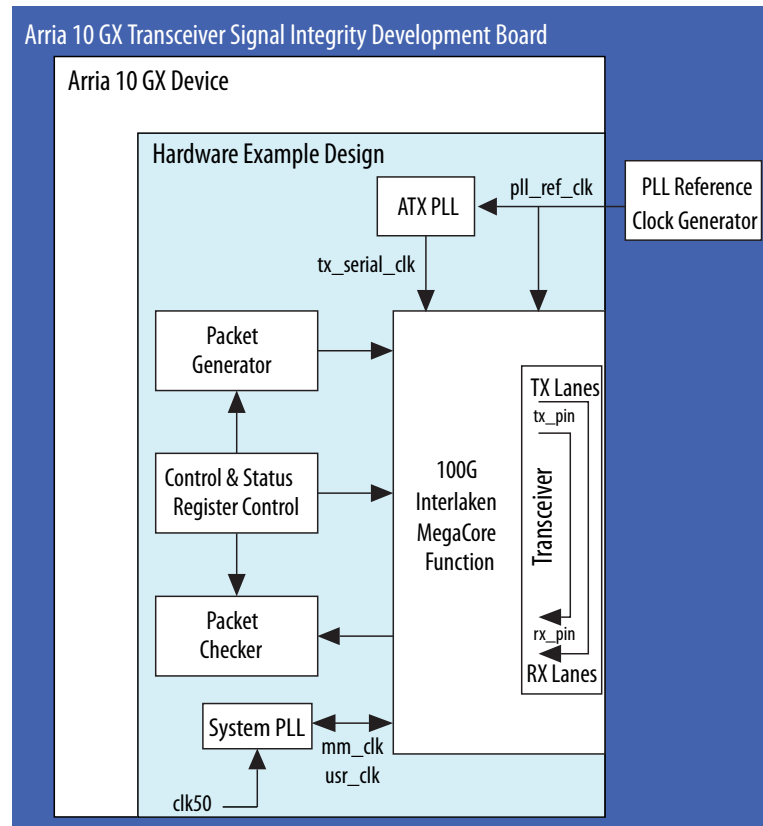 Arria 10 GX Transceiver Signal Integrity Development Board
Arria 10 GX Device
Hardware Example Design
pll_ref_clk
PLL Reference
Clock Generator
ATX PLL
tx_serial_clk
Packet
Generator
TX Lanes
tx_pin
Control & Status
Register Control
100G
Interlaken
MegaCore
Function
Transceiver
Packet
Checker
rx_pin
RX Lanes
System PLL
mm_clk
usr_clk
clk50